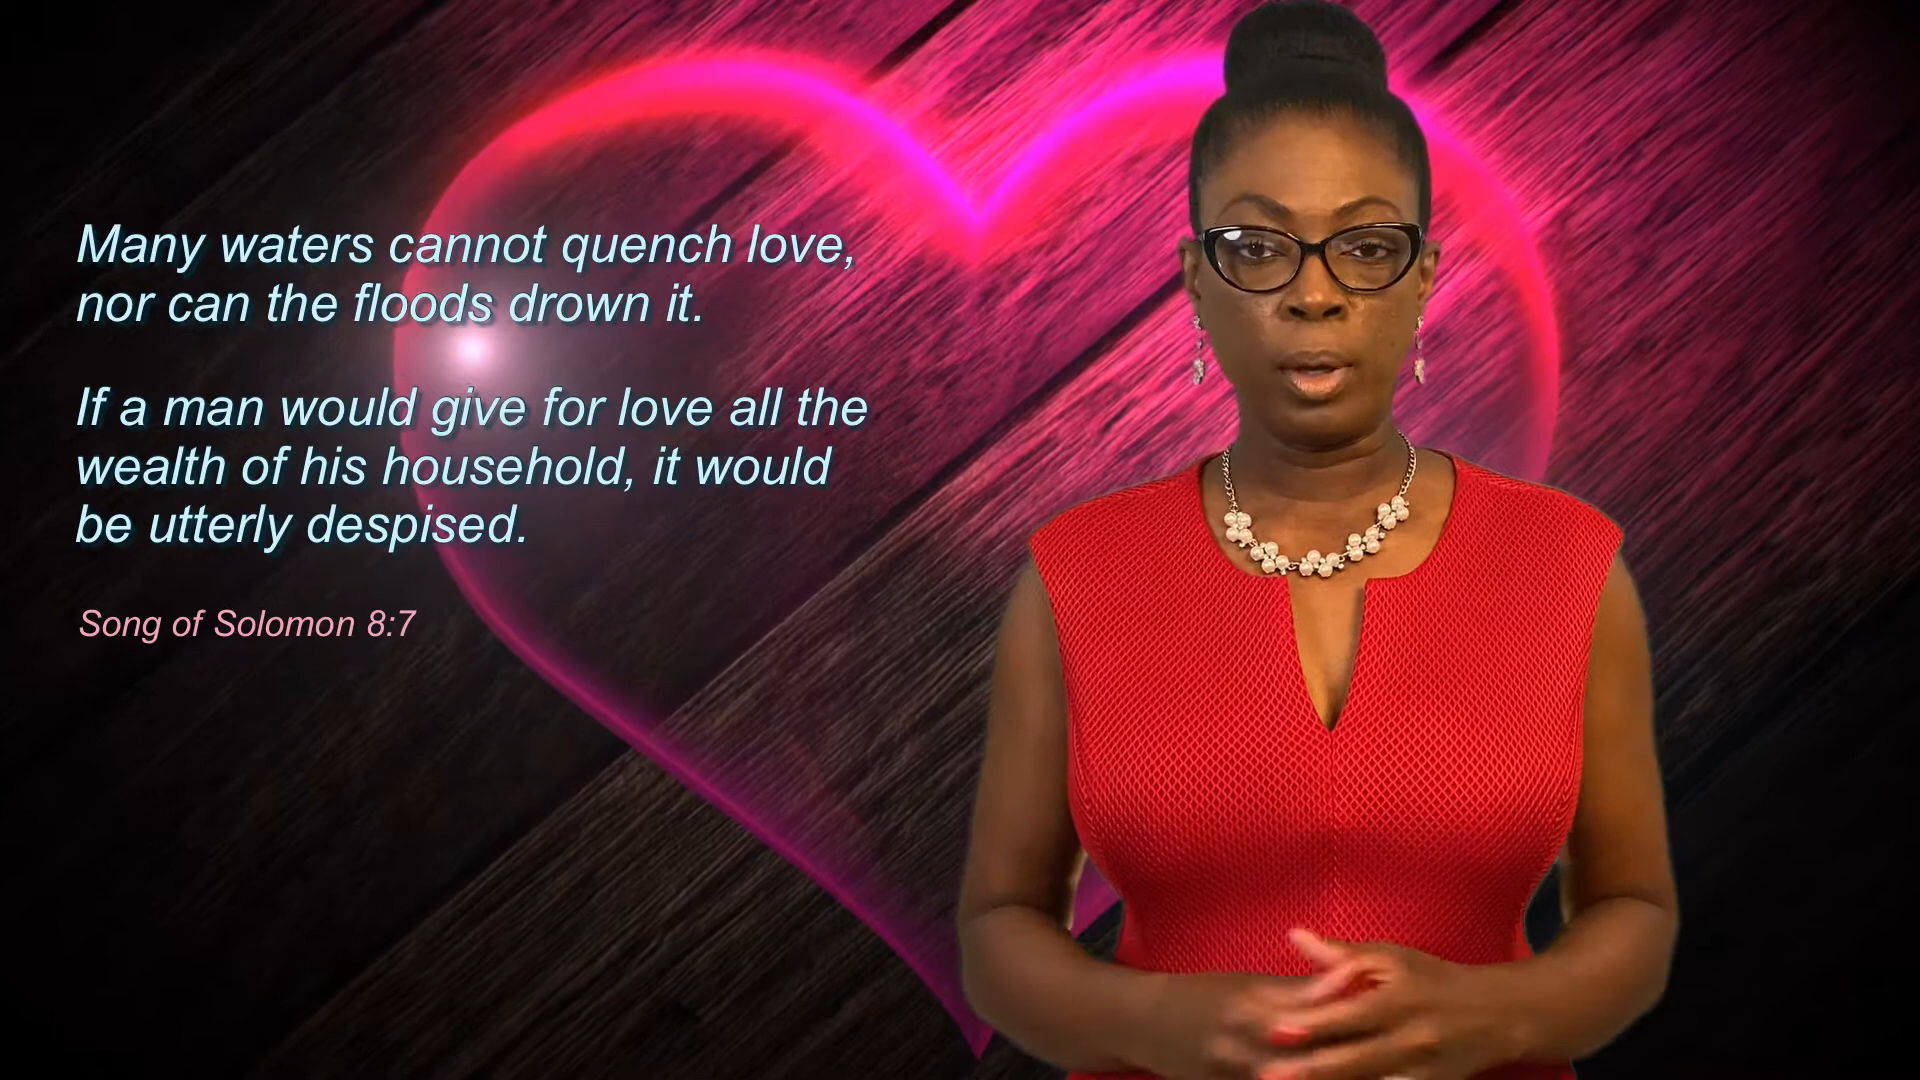 Many waters cannot quench love,
nor can the floods drown it.
If a man would give for love all the
wealth of his household, it would
be utterly despised.
Song of Solomon 8:7